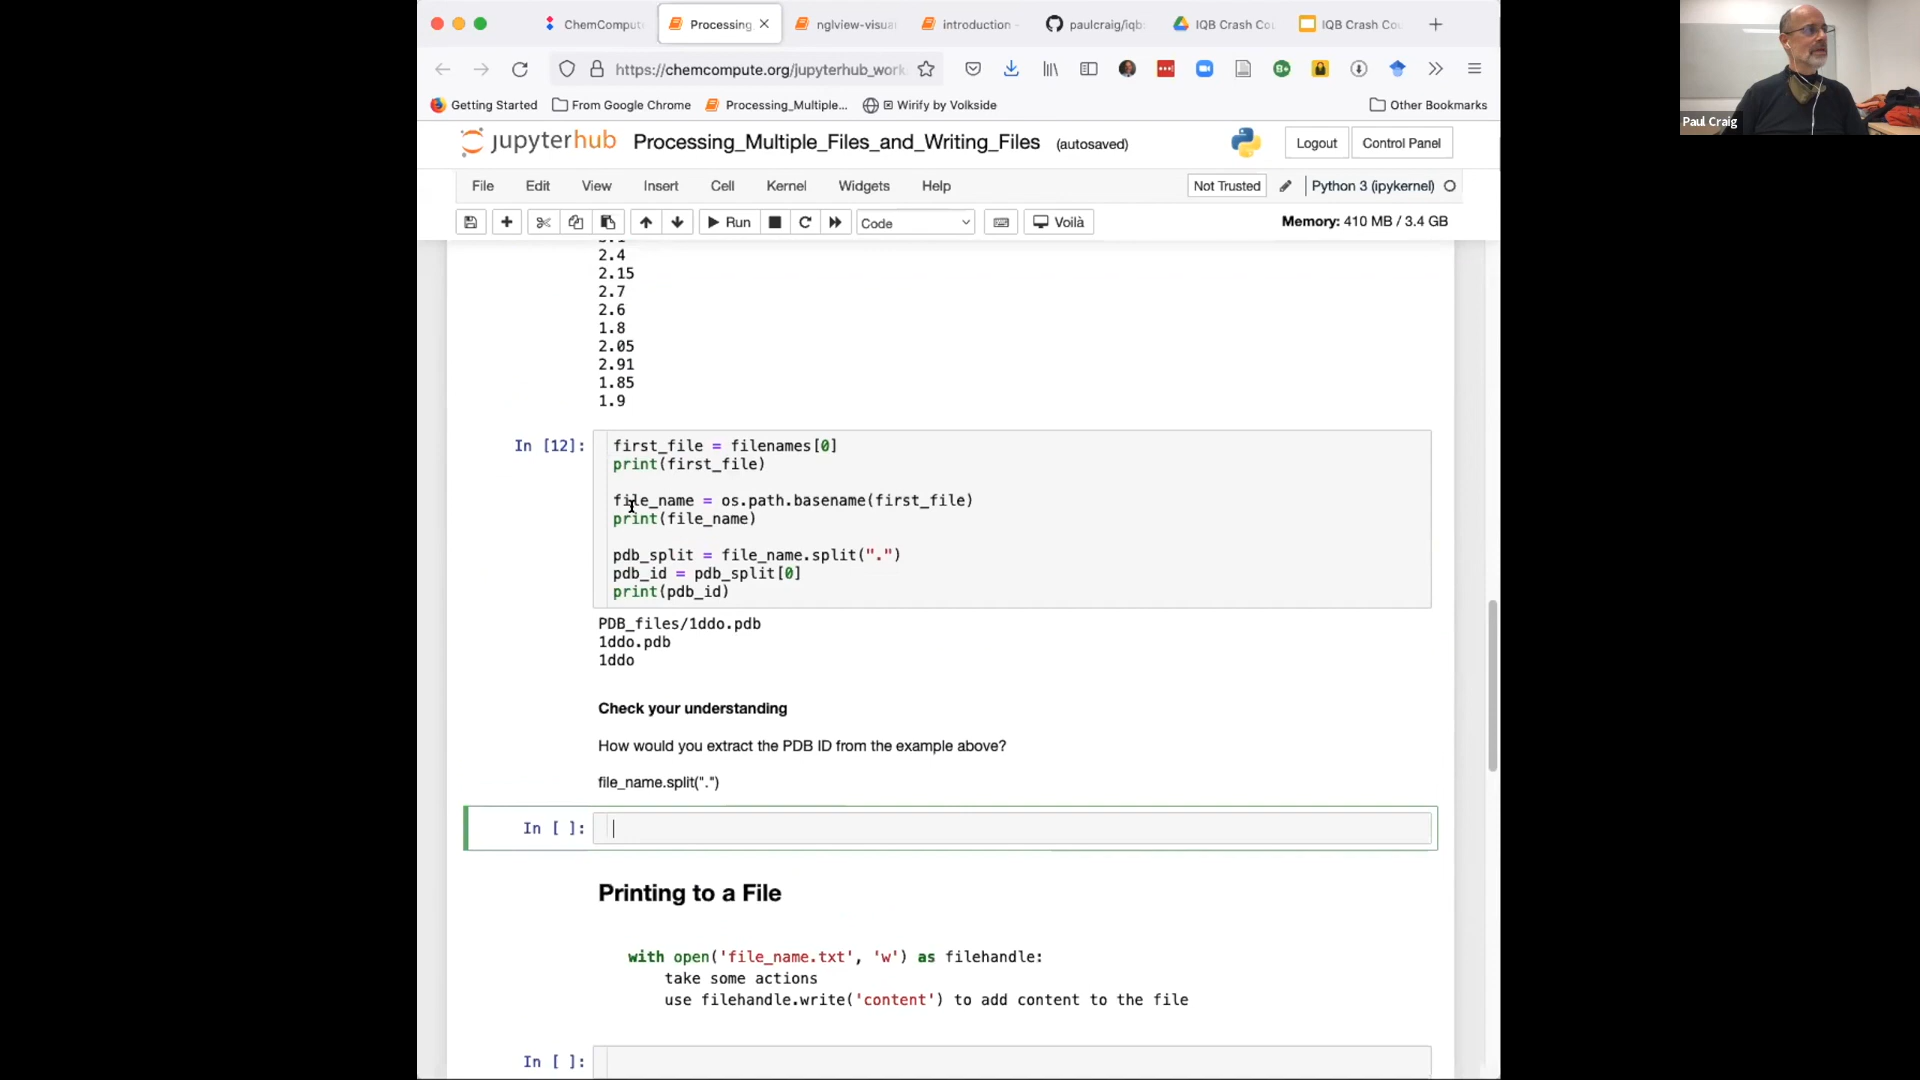 ChemCompute
Processing
nglview-visua
introduction -
paulcraig/iqb
IQB Crash Cou
IQB Crash Co
https://chemcompute.org/jupyterhub_work
Getting Started
From Google Chrome
Processing_Multiple...
Wirify by Volkside
Other Bookmarks
jupyterhub
Processing_Multiple_Files_and_Writing_Files (autosaved)
Logout
Control Panel
File
Edit
View
Insert
Cell
Kernel
Widgets
Help
Not Trusted
Python 3 (ipykernel)
Run
Code
Voilà
Memory: 410 MB / 3.4 GB
2.4
2.15
2.7
2.6
1.8
2.05
2.91
1.85
1.9
In [12]:
first_file = filenames[0]
print(first_file)
file_name = os.path.basename(first_file)
print(file_name)
pdb_split = file_name.split(".")
pdb_id = pdb_split[0]
print(pdb_id)
PDB_files/1ddo.pdb
1ddo.pdb
1ddo
Check your understanding
How would you extract the PDB ID from the example above?
file_name.split(".")
In [ ]:
Printing to a File
with open('file_name.txt', 'w') as filehandle:
take some actions
use filehandle.write('content') to add content to the file
In [ ]:
Paul Craig